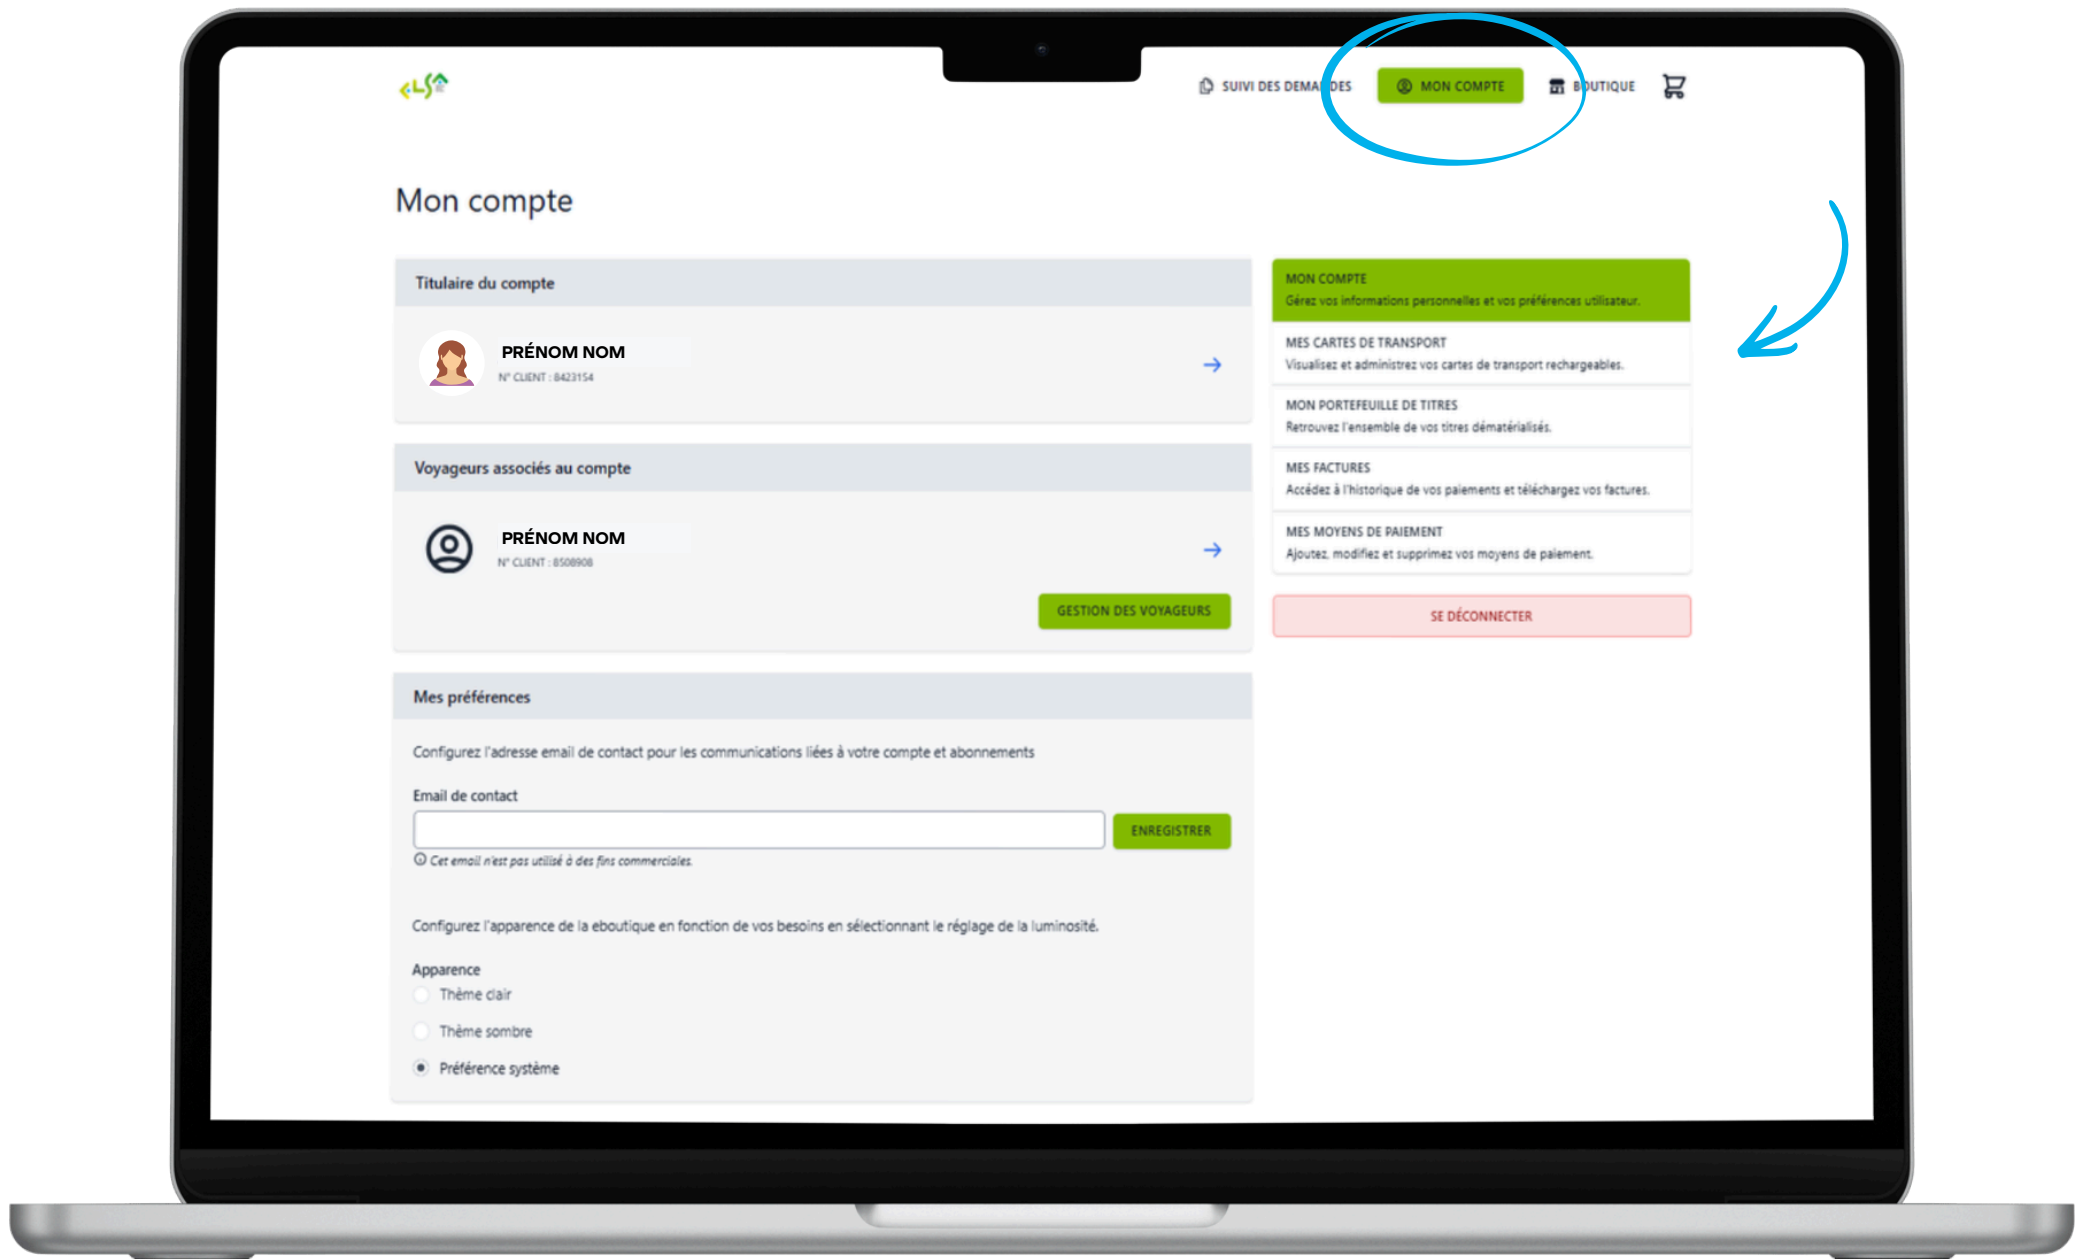 SUIVI DES DEMANDES
MON COMPTE
BOUTIQUE
Mon compte
Titulaire du compte
PRÉNOM NOM
N° CLIENT : 8423154
Voyageurs associés au compte
PRÉNOM NOM
N° CLIENT : 8508908
GESTION DES VOYAGEURS
Mes préférences
Configurez l'adresse email de contact pour les communications liées à votre compte et abonnements
Email de contact
ENREGISTRER
Cet email n'est pas utilisé à des fins commerciales.
Configurez l'apparence de la eboutique en fonction de vos besoins en sélectionnant le réglage de la luminosité.
Apparence
Thème clair
Thème sombre
Préférence système
MON COMPTE
Gérez vos informations personnelles et vos préférences utilisateur.
MES CARTES DE TRANSPORT
Visualisez et administrez vos cartes de transport rechargeables.
MON PORTEFEUILLE DE TITRES
Retrouvez l'ensemble de vos titres dématérialisés.
MES FACTURES
Accédez à l'historique de vos paiements et téléchargez vos factures.
MES MOYENS DE PAIEMENT
Ajoutez, modifiez et supprimez vos moyens de paiement.
SE DÉCONNECTER